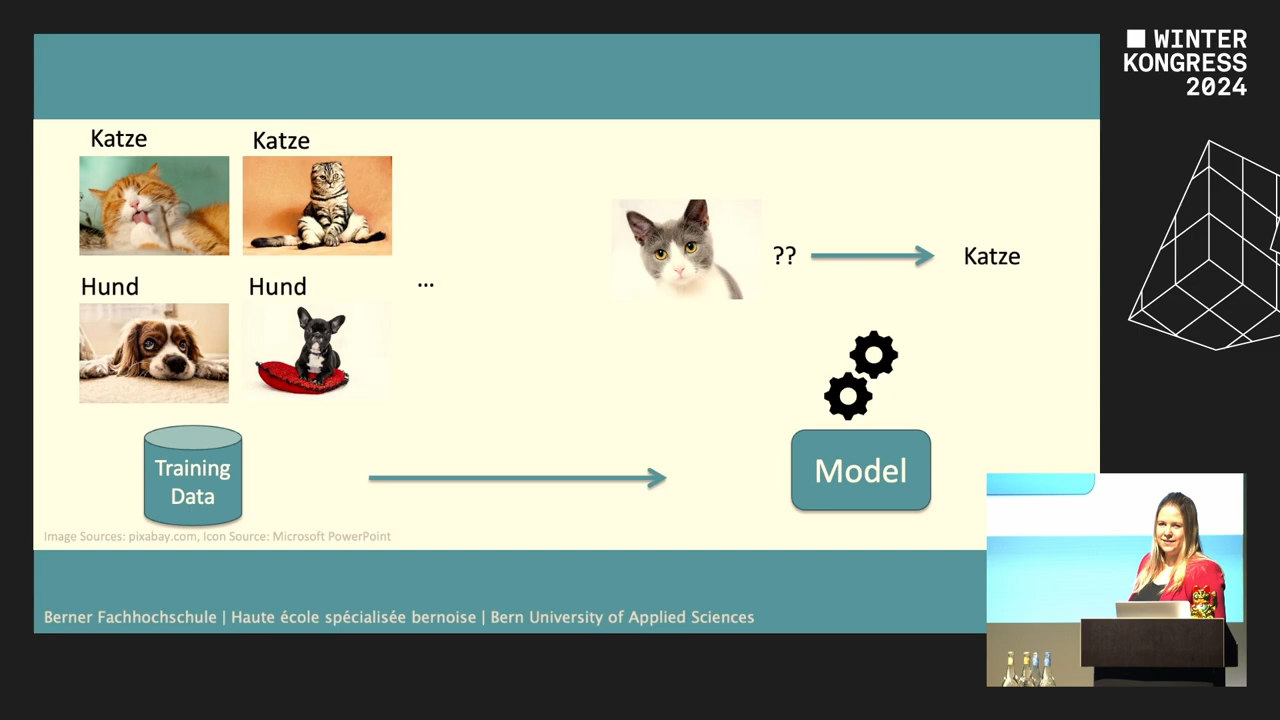 WINTER
KONGRESS
2024
Katze
Katze
Hund
Hund
...
??
Katze
Training
Data
Model
Image Sources: pixabay.com, Icon Source: Microsoft PowerPoint
Berner Fachhochschule | Haute école spécialisée bernoise | Bern University of Applied Sciences